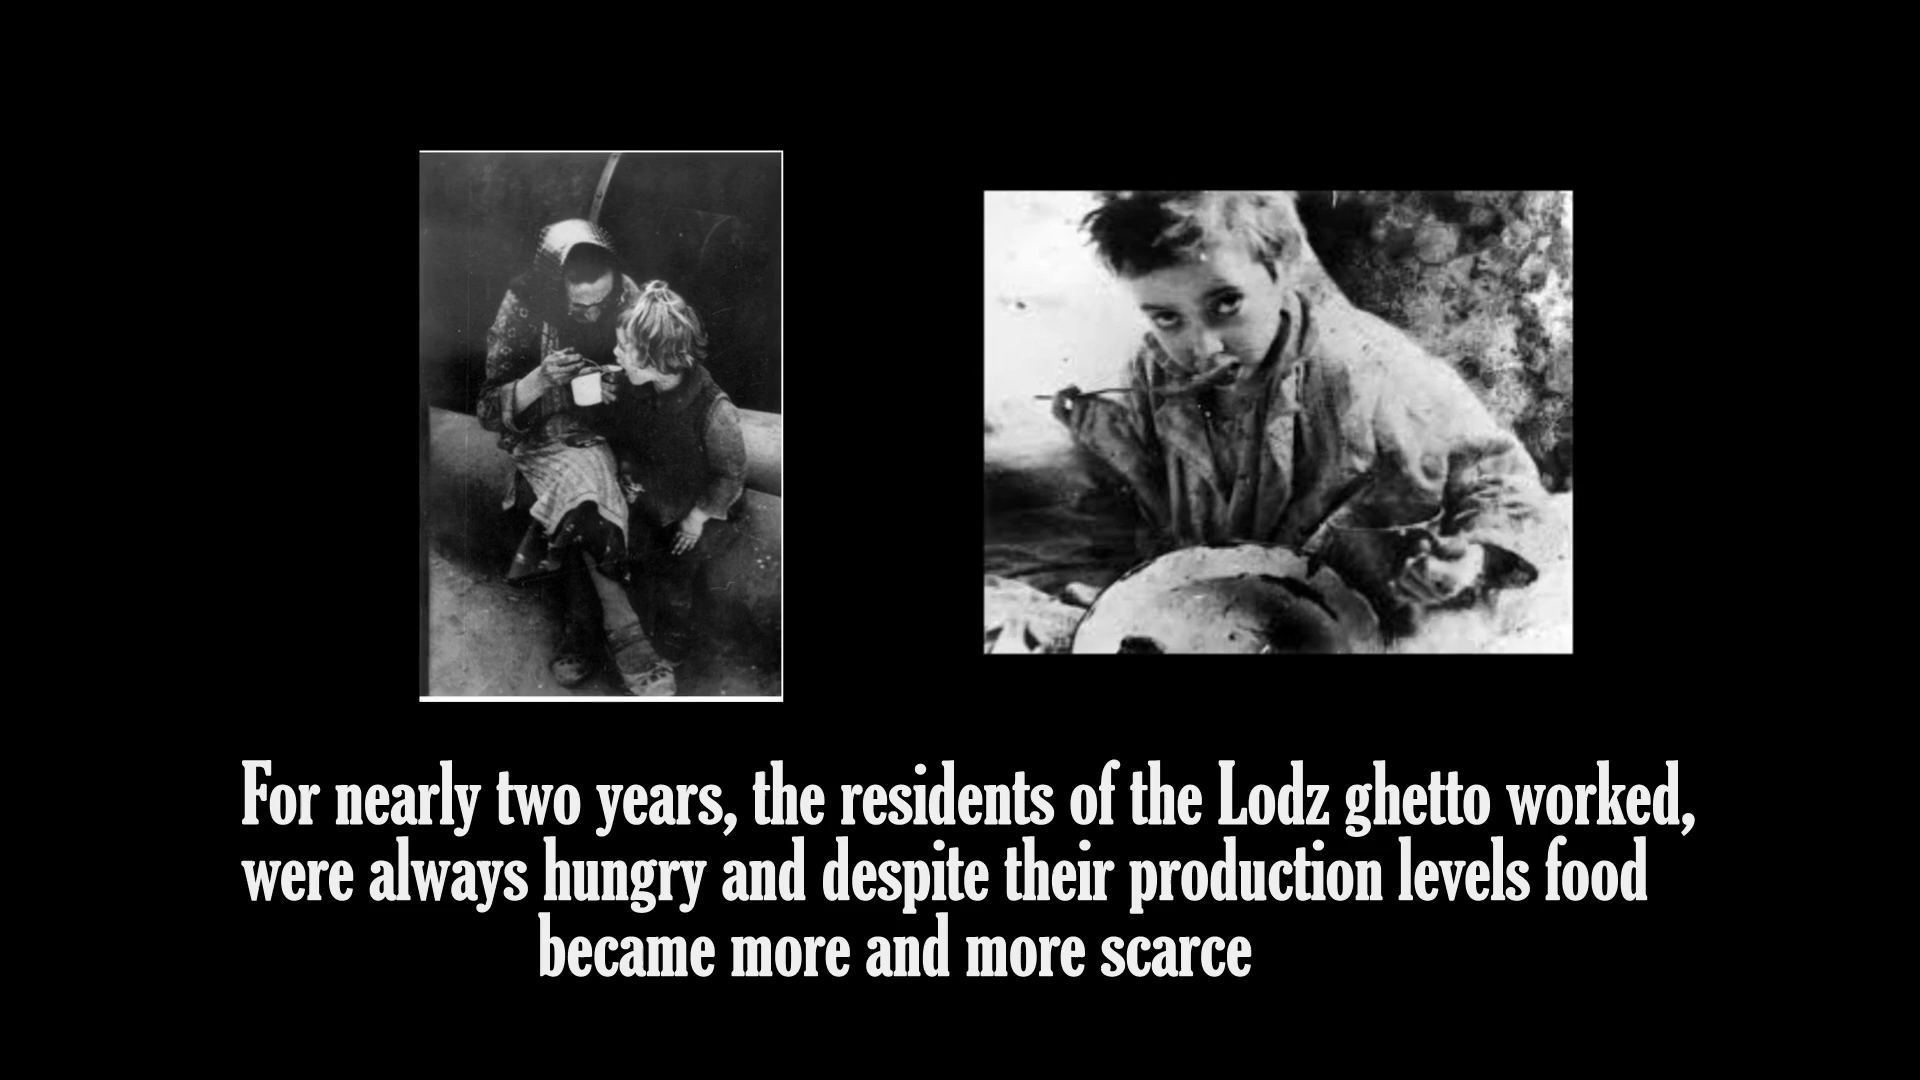 For nearly two years, the residents of the Lodz ghetto worked,
were always hungry and despite their production levels food
became more and more scarce